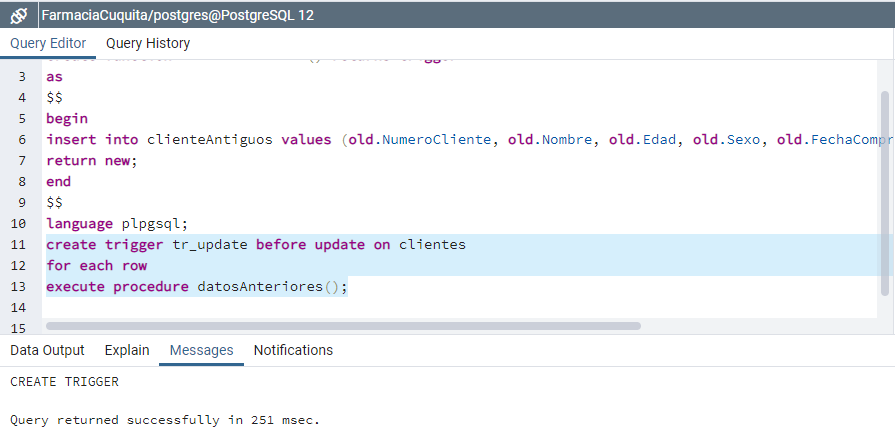 FarmaciaCuquita/postgres@PostgreSQL 12
Query Editor Query History
3 as
4 $$
5 begin
6 insert into clienteAntiguos values (old.NumeroCliente, old.Nombre, old.Edad, old.Sexo, old.FechaCompr
7 return new;
8 end
9 $$
10 language plpgsql;
11 create trigger tr_update before update on clientes
12 for each row
13 execute procedure datosAnteriores();
14
15
Data Output Explain Messages Notifications
CREATE TRIGGER
Query returned successfully in 251 msec.